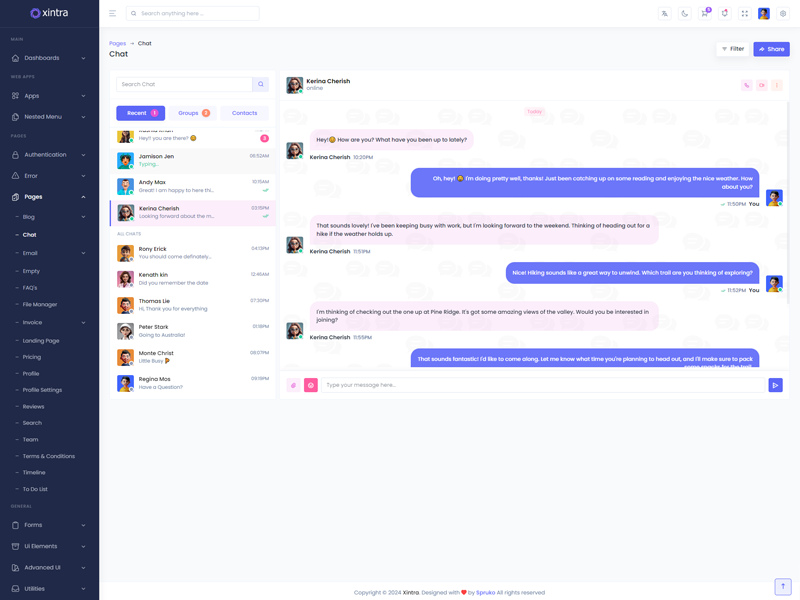 xintra
Search anything here ...
5
MAIN
Dashboards
WEB APPS
Apps
Nested Menu
PAGES
Authentication
Error
Pages
Blog
Chat
Email
Empty
FAQ's
File Manager
Invoice
Landing Page
Pricing
Profile
Profile Settings
Reviews
Search
Team
Terms & Conditions
Timeline
To Do List
GENERAL
Forms
UI Elements
Advanced UI
Utilities
Pages → Chat
Chat
Filter
Share
Search Chat
Recent
Groups
Contacts
Hey!! you are there? 😀
Jamison Jen 06:52AM
Typing...
Andy Max 10:15AM
Great! I am happy to here thi...
Kerina Cherish 03:15PM
Looking forward about the m...
ALL CHATS
Rony Erick 04:13PM
You should come definately...
Kenath kin 12:46AM
Did you remember the date
Thomas Lie 07:30PM
Hi, Thank you for everything
Peter Stark
Going to Australia!
Monte Christ 08:07PM
Little Busy
Regina Mos 09:19PM
Have a Question?
Kerina Cherish
online
Today
Hey!😀 How are you? What have you been up to lately?
Kerina Cherish 10:20PM
Oh, hey! 😀 I'm doing pretty well, thanks! Just been catching up on some reading and enjoying the nice weather. How
about you?
11:50PM You
That sounds lovely! I've been keeping busy with work, but I'm looking forward to the weekend. Thinking of heading out for a
hike if the weather holds up.
Kerina Cherish 11:51PM
Nice! Hiking sounds like a great way to unwind. Which trail are you thinking of exploring?
11:52PM You
I'm thinking of checking out the one up at Pine Ridge. It's got some amazing views of the valley. Would you be interested in
joining?
Kerina Cherish 11:55PM
That sounds fantastic! I'd like to come along, Let me know what time you're planning to head out, and I'll make sure to pack
some snacks for the trail.
Type your message here...
Copyright © 2024 Xintra. Designed with ❤ by Spruko All rights reserved